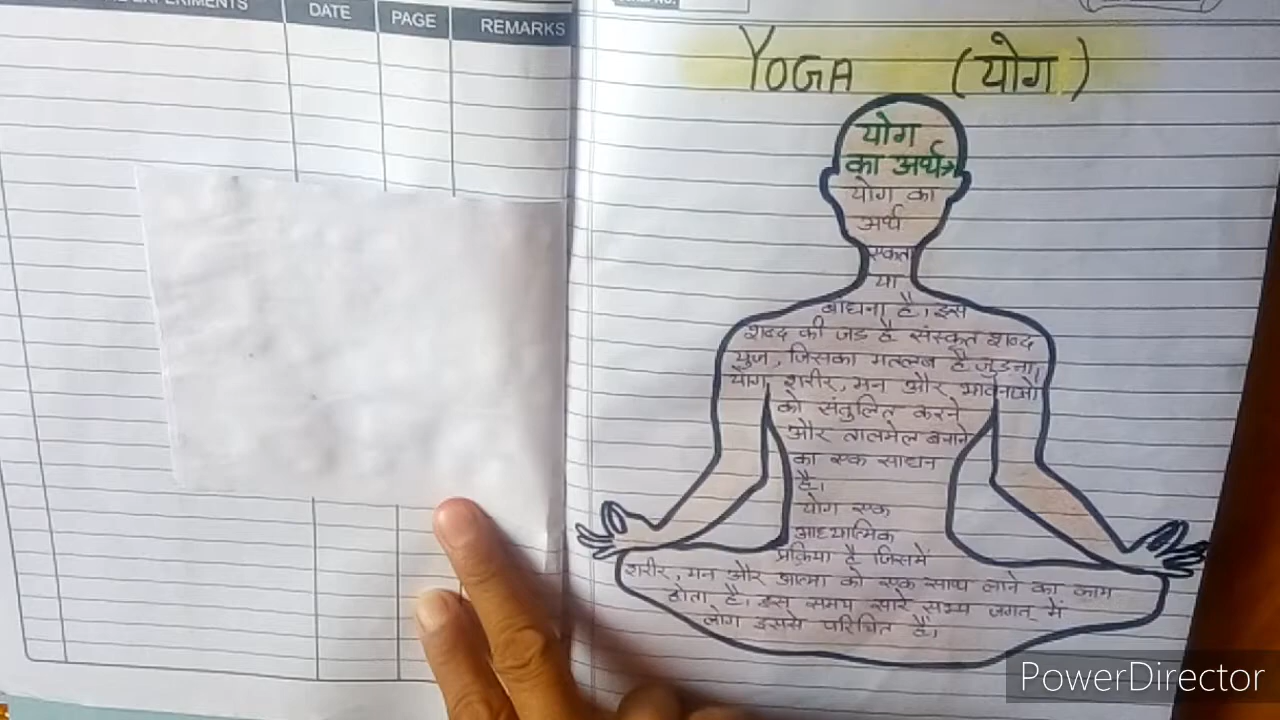 EXPERIMENTS DATE PAGE REMARKS
YOGA (योग)
योग
का अर्थ→
योग का
अर्थ
एकता
या
बांधना है। इस
शब्द की जड़ है संस्कृत शब्द
युज, जिसका मतलब है जुड़ना,
योग शरीर, मन और भावनाओं
को संतुलित करने
और तालमेल बनाने
का एक साधन
है।
योग एक
आध्यात्मिक
प्रक्रिया है जिसमें
शरीर, मन और आत्मा को एक साथ लाने का काम
होता है। इस समय सारे सभ्य जगत् में
लोग इससे परिचित हैं।
PowerDirector